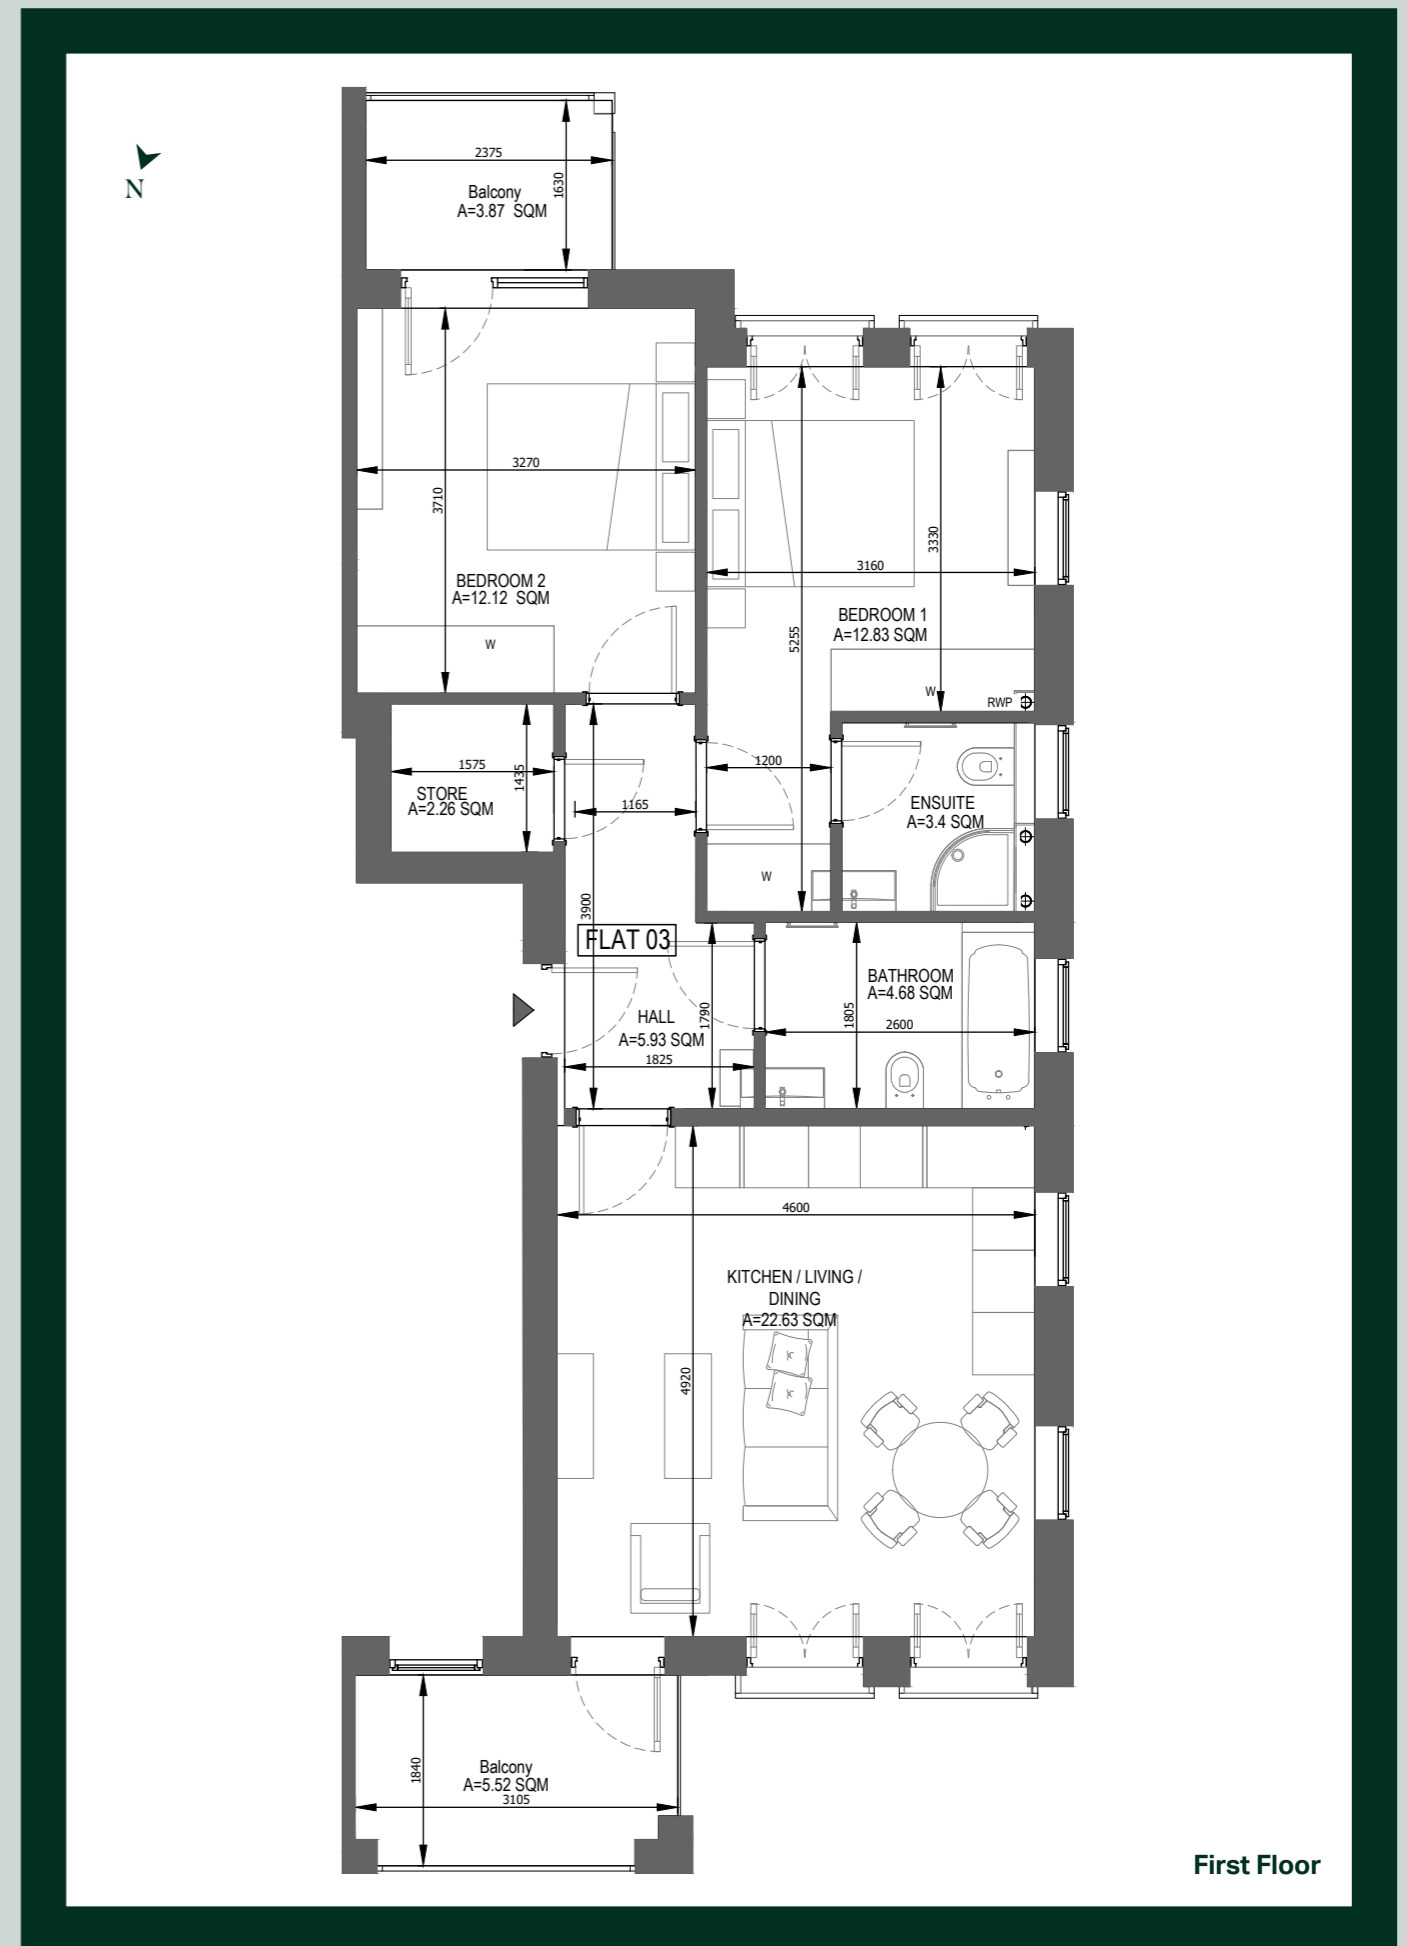 N
2375
1630
Balcony
A=3.87 SQM
3270
3710
BEDROOM 2
A=12.12 SQM
W
3330
3160
5255
BEDROOM 1
A=12.83 SQM
W
RWP
1575
1435
STORE
A=2.26 SQM
1165
1200
ENSUITE
A=3.4 SQM
W
3900
FLAT 03
HALL
A=5.93 SQM
1825
1790
BATHROOM
A=4.68 SQM
1805
2600
4600
KITCHEN / LIVING /
DINING
A=22.63 SQM
4920
1840
Balcony
A=5.52 SQM
3105
First Floor